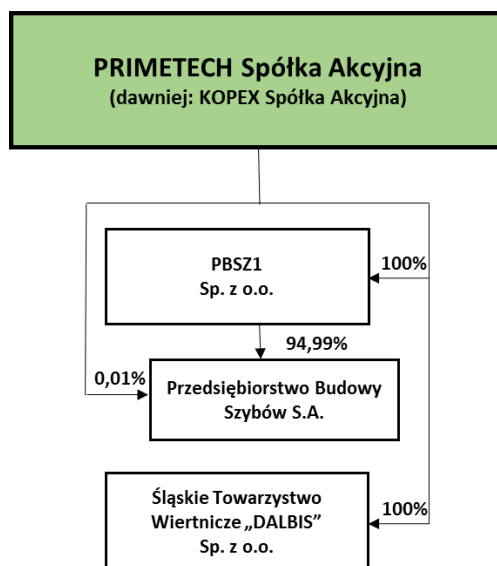 PRIMETECH Spółka Akcyjna
(dawniej: KOPEX Spółka Akcyjna)
PBSZ1
Sp. z o.o.
100%
94,99%
0,01%
Przedsiębiorstwo Budowy
Szybów S.A.
Śląskie Towarzystwo
Wiertnicze „DALBIS”
Sp. z o.o.
100%